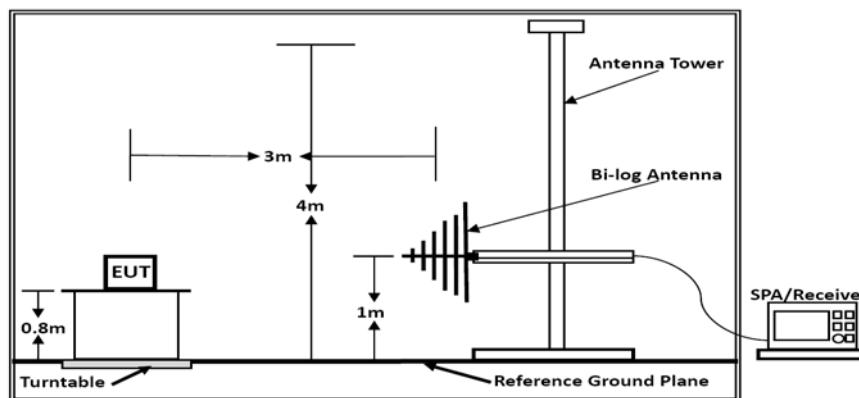 Antenna Tower
3m
Bi-log Antenna
4m
EUT
SPA/Receive
0.8m
1m
Turntable
Reference Ground Plane